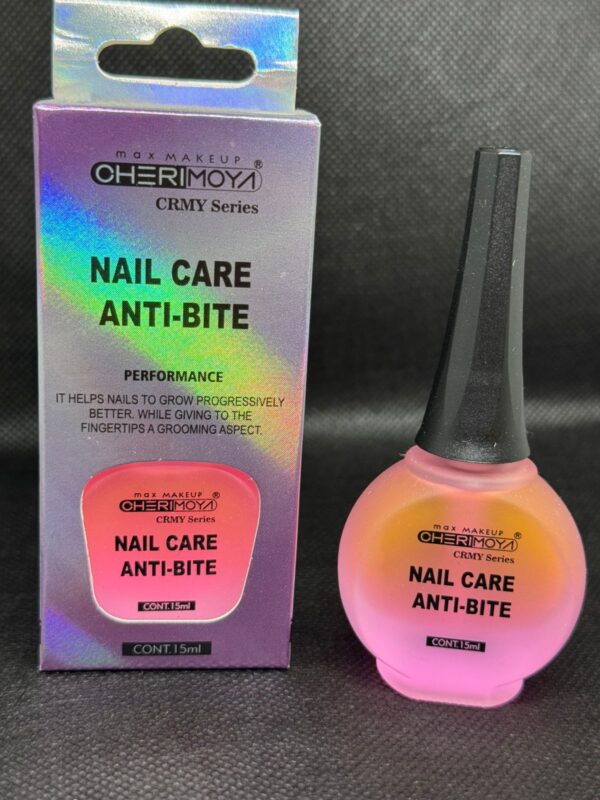 max MAKEUP
CHERIMOYA®
CRMY Series
NAIL CARE
ANTI-BITE
PERFORMANCE
IT HELPS NAILS TO GROW PROGRESSIVELY
BETTER. WHILE GIVING TO THE
FINGERTIPS A GROOMING ASPECT.
max MAKEUP
CHERIMOYA®
CRMY Series
NAIL CARE
ANTI-BITE
CONT.15ml
CONT.15ml
max MAKEUP
CHERIMOYA®
CRMY Series
NAIL CARE
ANTI-BITE
CONT.15ml